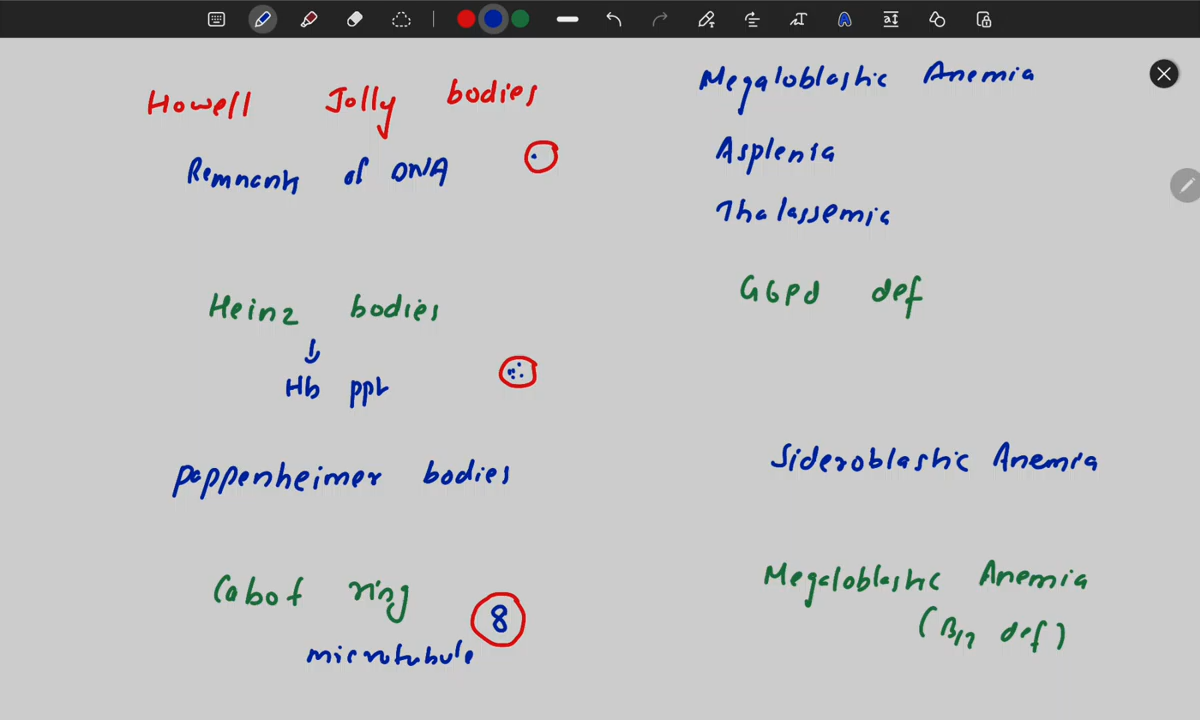 Howell Jolly bodies
Remnants of DNA
Megaloblastic Anemia
Asplenia
Thalassemia
Heinz bodies
Hb ppt
G6Pd def
Pappenheimer bodies
Sideroblastic Anemia
Cabot ring
8
microtubule
Megaloblastic Anemia
(B12 def)